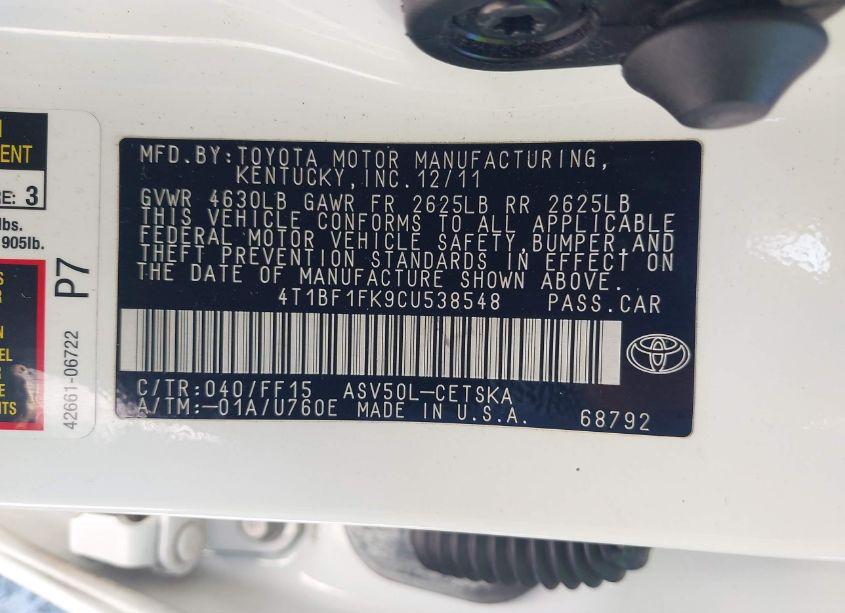 MFD.BY: TOYOTA MOTOR MANUFACTURING,
KENTUCKY, INC. 12/11
GVWR 4630LB GAWR FR 2625LB RR 2625LB
THIS VEHICLE CONFORMS TO ALL APPLICABLE
FEDERAL MOTOR VEHICLE SAFETY, BUMPER, AND
THEFT PREVENTION STANDARDS IN EFFECT ON
THE DATE OF MANUFACTURE SHOWN ABOVE.
4T1BF1FK9CU538548 PASS.CAR
C/TR: 040/FF15 ASV50L-CETSKA
A/TM: -01A/U760E MADE IN U.S.A. 68792
3
lbs.
905lb.
P7
42661-06722